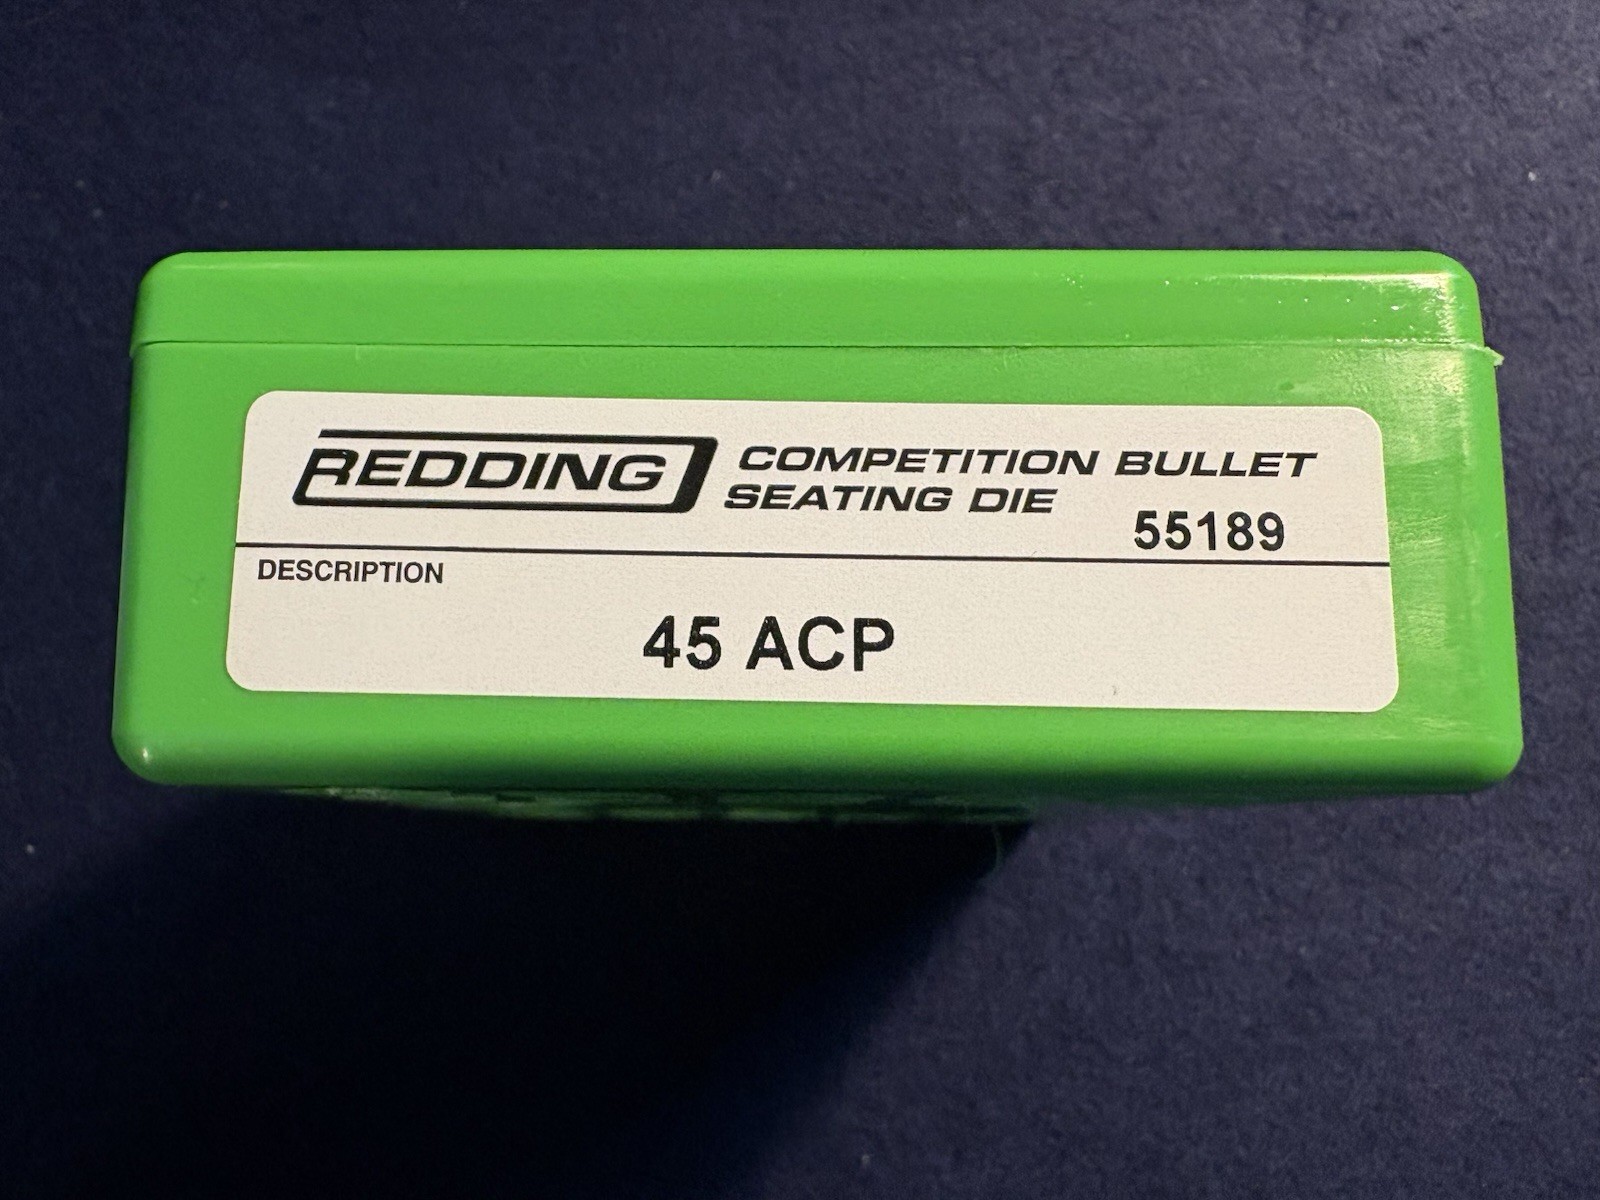 REDDING
COMPETITION BULLET
SEATING DIE
55189
DESCRIPTION
45 ACP